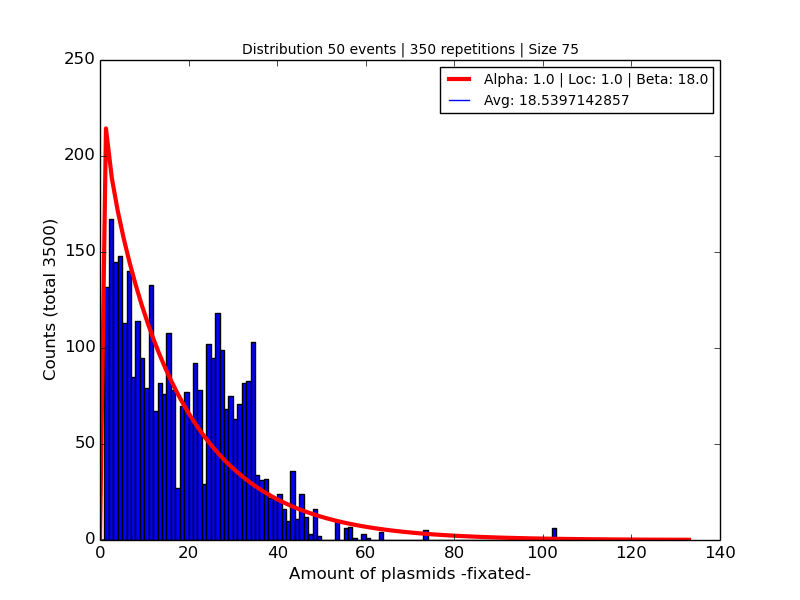 Distribution 50 events | 350 repetitions | Size 75
Alpha: 1.0 | Loc: 1.0 | Beta: 18.0
Avg: 18.5397142857
250
200
150
100
50
0
Counts (total 3500)
0 20 40 60 80 100 120 140
Amount of plasmids -fixated-